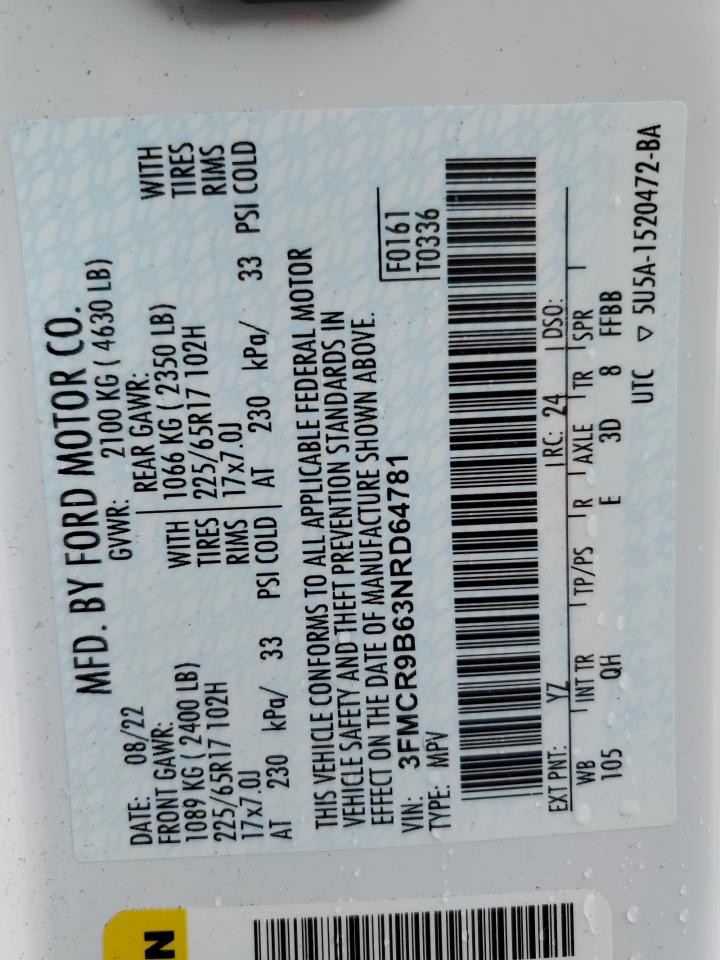 MFD. BY FORD MOTOR CO.
DATE: 08/22 GVWR: 2100 KG ( 4630 LB)
FRONT GAWR: REAR GAWR:
1089 KG ( 2400 LB) WITH 1066 KG ( 2350 LB) WITH
225/65R17 102H TIRES 225/65R17 102H TIRES
17x7.0J RIMS 17x7.0J RIMS
AT 230 kPa/ 33 PSI COLD AT 230 kPa/ 33 PSI COLD
THIS VEHICLE CONFORMS TO ALL APPLICABLE FEDERAL MOTOR
VEHICLE SAFETY AND THEFT PREVENTION STANDARDS IN
EFFECT ON THE DATE OF MANUFACTURE SHOWN ABOVE.
VIN: 3FMCR9B63NRD64781 F0161
TYPE: MPV T0336
EXT PNT: YZ RC: 24 DSO:
WB INT TR TP/PS R AXLE TR SPR
105 QH E 3D 8 FFBB
UTC ▽ 5U5A-1520472-BA
N